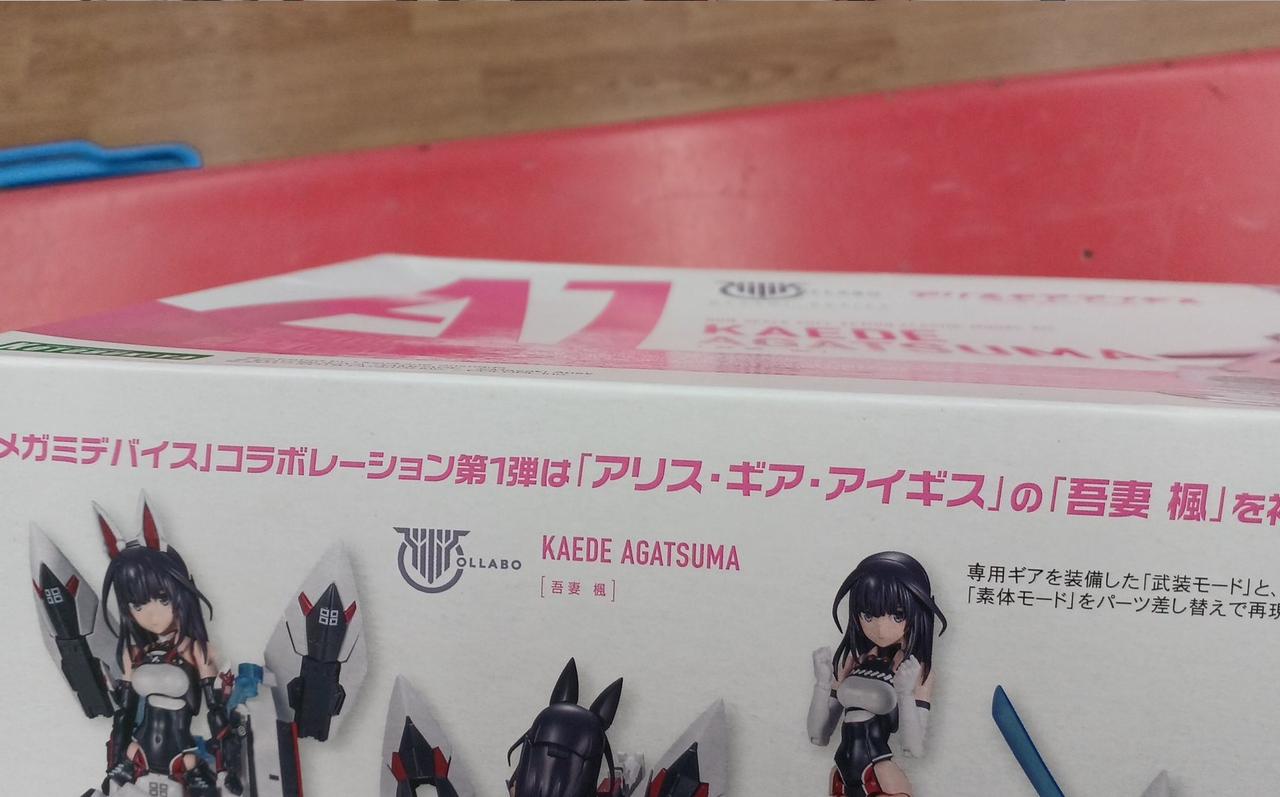 KAEDE
AGATSUMA
メガミデバイス」コラボレーション第1弾は「アリス・ギア・アイギス」の「吾妻 楓」を
OLLABO
KAEDE AGATSUMA
[吾妻 楓]
専用ギアを装備した「武装モード」と、
「素体モード」をパーツ差し替えで再現